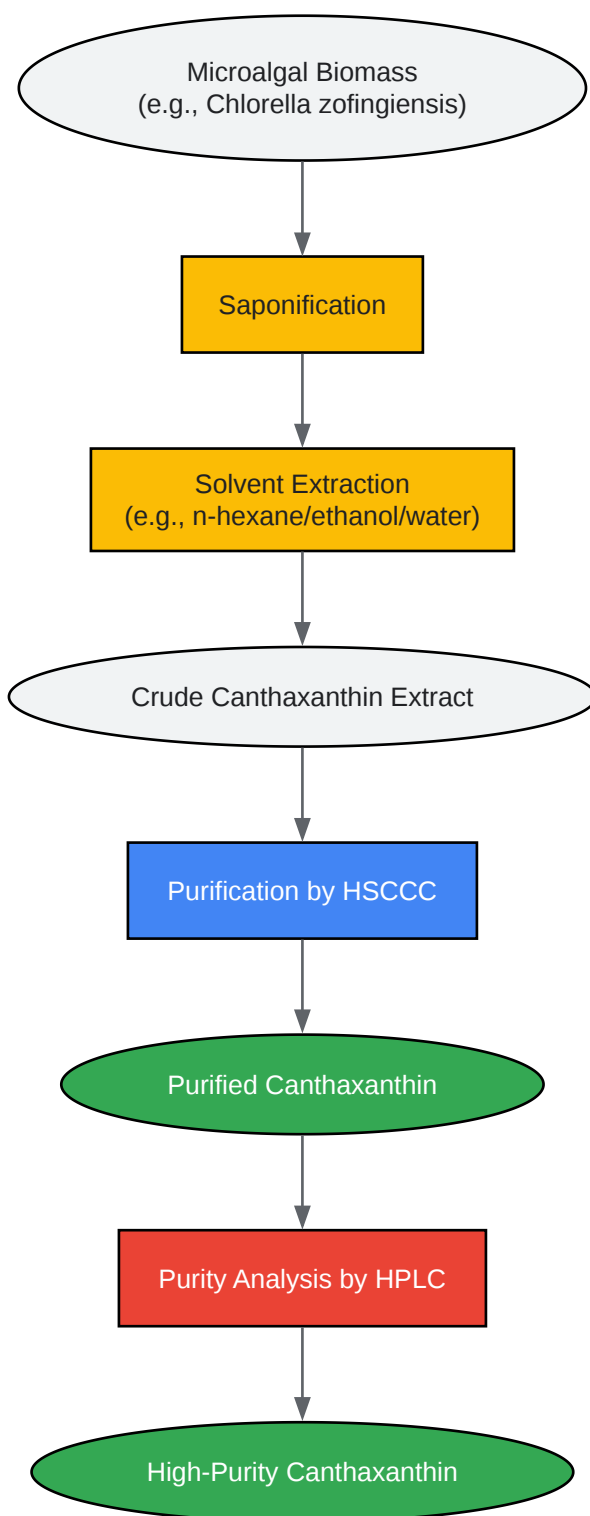 Microalgal Biomass
(e.g., Chlorella zofingiensis)
Saponification
Solvent Extraction
(e.g., n-hexane/ethanol/water)
Crude Canthaxanthin Extract
Purification by HSCCC
Purified Canthaxanthin
Purity Analysis by HPLC
High-Purity Canthaxanthin